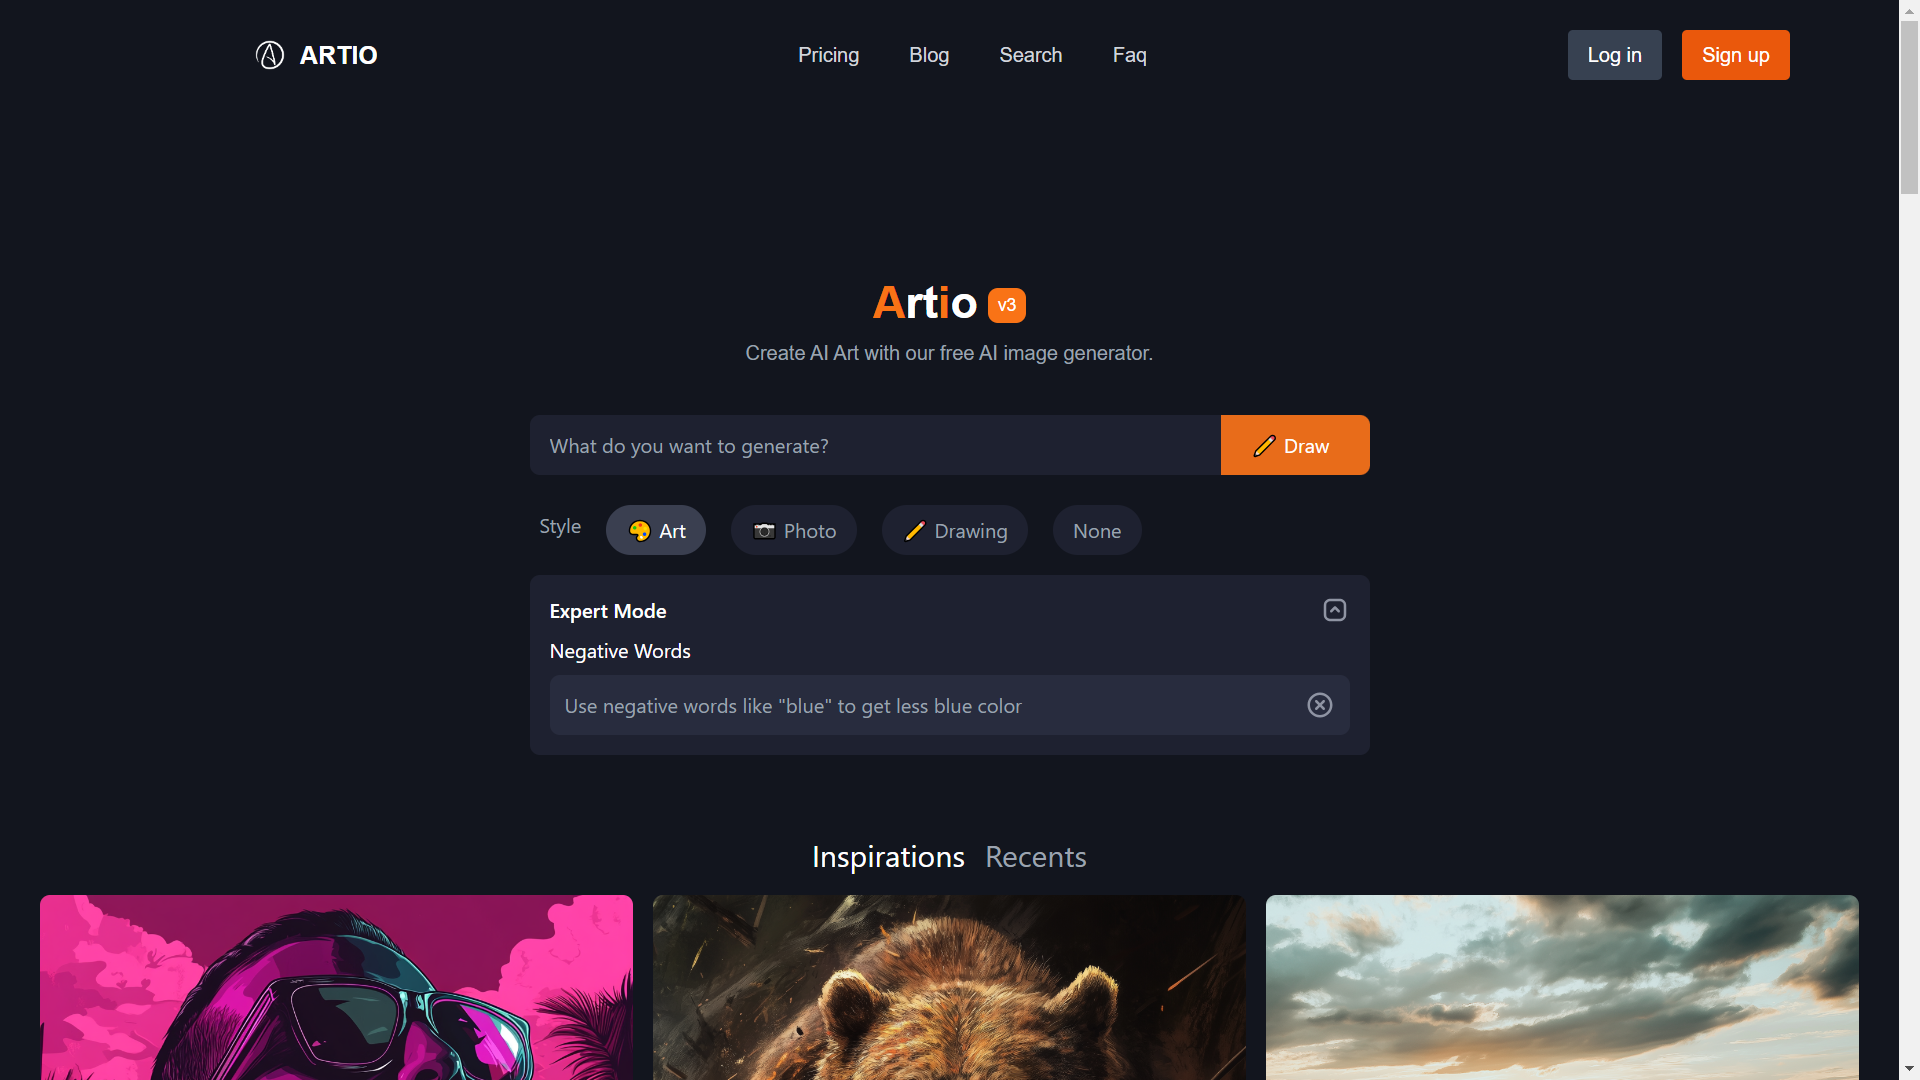 ARTIO
Pricing
Blog
Search
Faq
Log in
Sign up
Artio v3
Create AI Art with our free AI image generator.
What do you want to generate?
Draw
Style
Art
Photo
Drawing
None
Expert Mode
Negative Words
Use negative words like "blue" to get less blue color
Inspirations
Recents